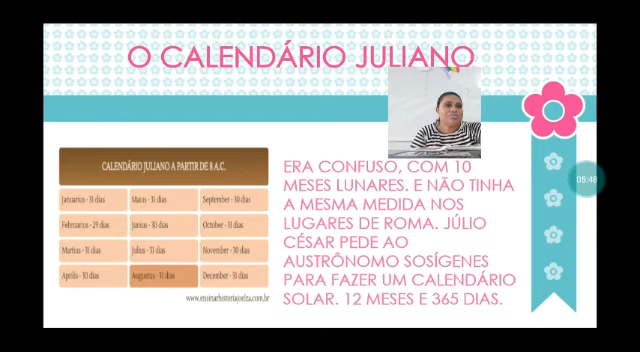 O CALENDÁRIO JULIANO
CALENDÁRIO JULIANO A PARTIR DE 8 A.C.
Januarius - 31 dias
Maius - 31 dias
September - 30 dias
Februarius - 29 dias
Junius - 30 dias
October - 31 dias
Martius - 31 dias
Julius - 31 dias
November - 30 dias
Aprilis - 30 dias
Augustus - 31 dias
December - 31 dias
www.ensinarhistoriajoelza.com.br
ERA CONFUSO, COM 10
MESES LUNARES. E NÃO TINHA
A MESMA MEDIDA NOS
LUGARES DE ROMA. JÚLIO
CÉSAR PEDE AO
AUSTRÔNOMO SOSÍGENES
PARA FAZER UM CALENDÁRIO
SOLAR. 12 MESES E 365 DIAS.
05:48